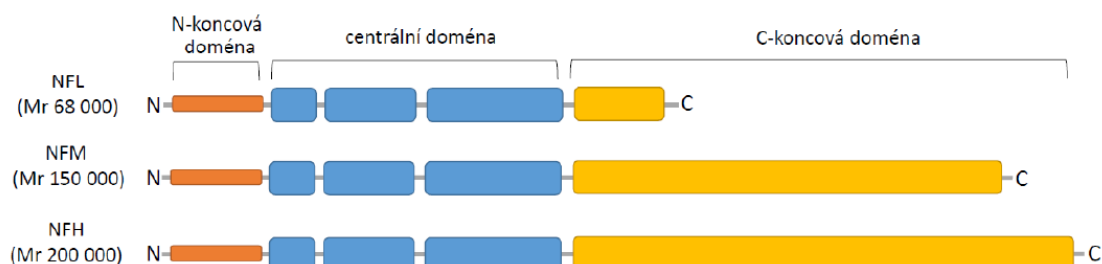 N-koncová
doména
centrální doména
C-koncová doména
NFL
(Mr 68 000)
N
C
NFM
(Mr 150 000)
N
C
NFH
(Mr 200 000)
N
C